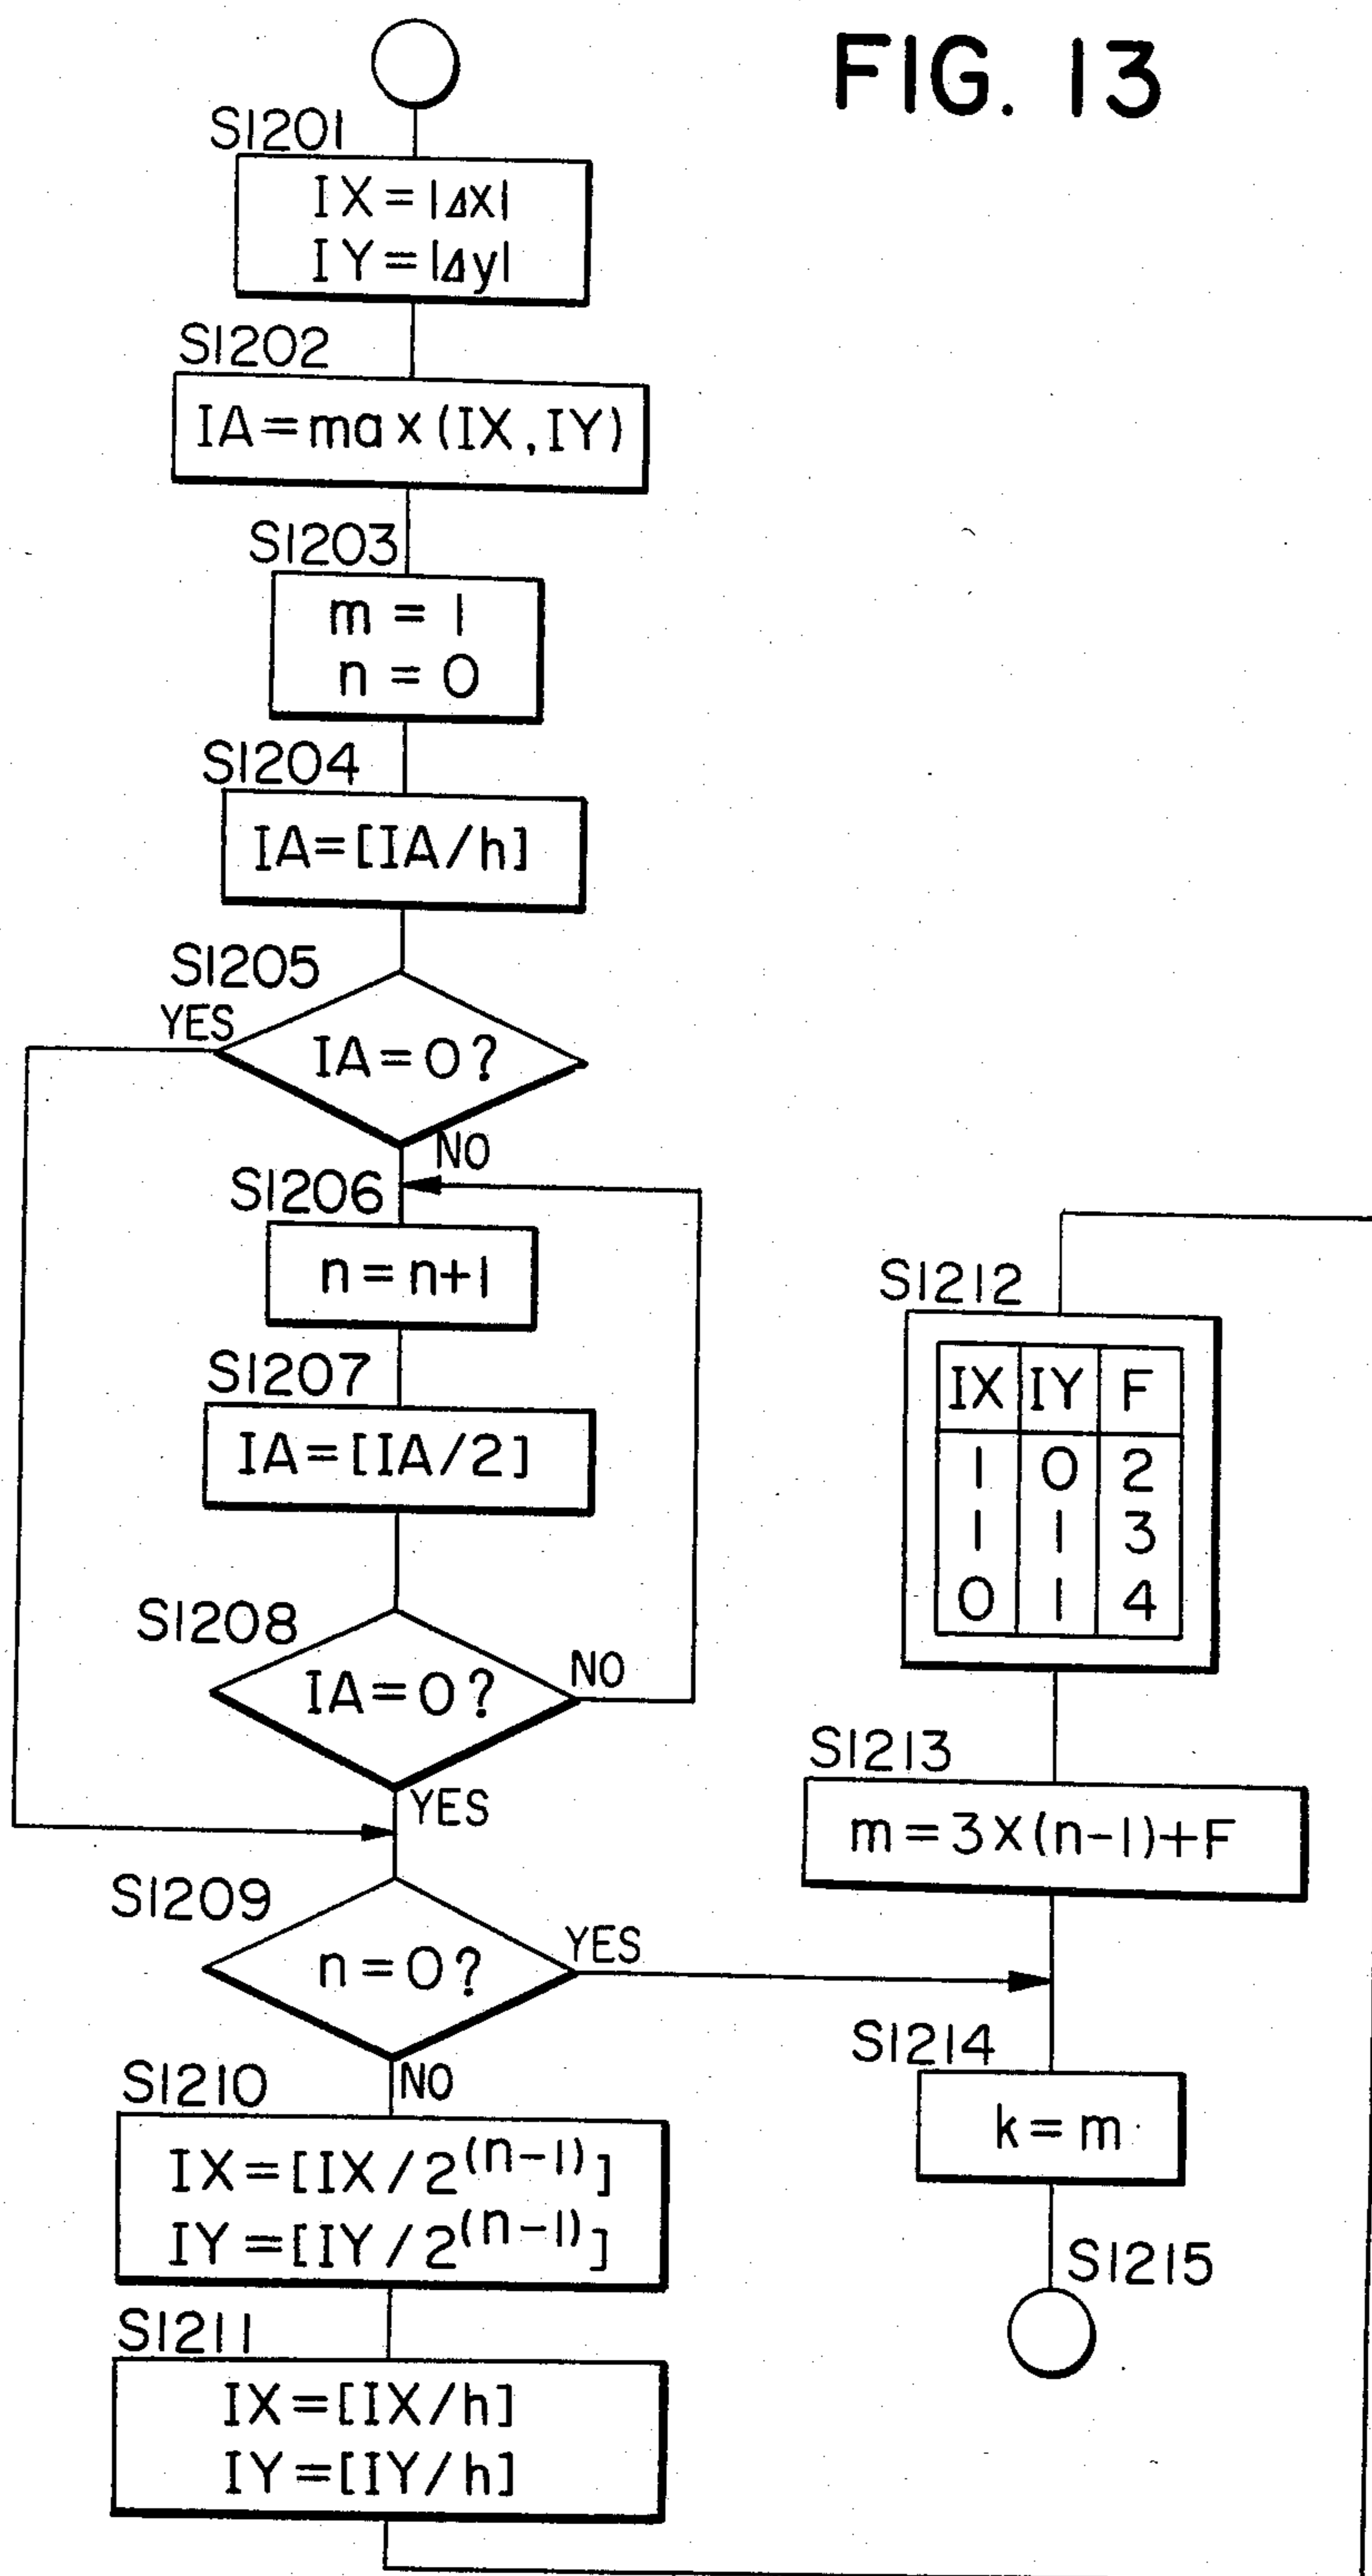 FIG. 13
S1201
IX=|Δx|
IY=|Δy|
S1202
IA=max(IX,IY)
S1203
m = 1
n = 0
S1204
IA=[IA/h]
S1205
YES
IA=0?
NO
S1206
n=n+1
S1207
IA=[IA/2]
S1208
IA=0?
NO
YES
S1209
n=0?
YES
NO
S1210
IX=[IX/2^(n-1)]
IY=[IY/2^(n-1)]
S1211
IX=[IX/h]
IY=[IY/h]
S1212
IX IY F
1 0 2
1 1 3
0 1 4
S1213
m=3×(n-1)+F
S1214
k=m
S1215